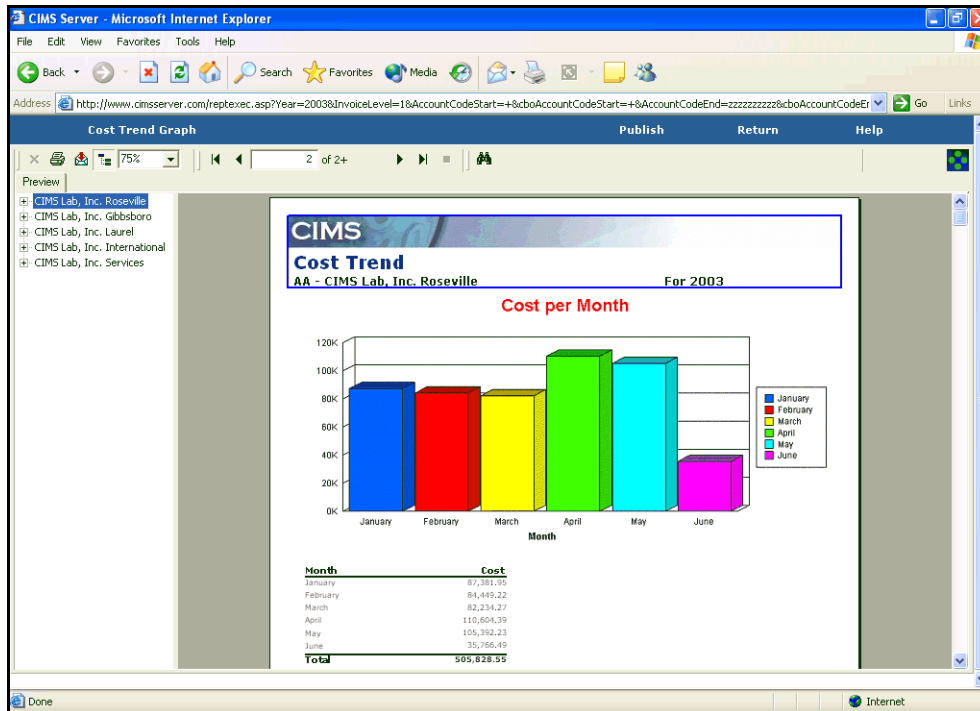 CIMS Server - Microsoft Internet Explorer
File Edit View Favorites Tools Help
Back Search Favorites Media
Address http://www.cimsserver.com/reptexec.asp?Year=2003&InvoiceLevel=1&AccountCodeStart=+&cboAccountCodeStart=+&AccountCodeEnd=zzzzzzzzzz&cboAccountCodeEr Go Links
Cost Trend Graph Publish Return Help
75% 2 of 2+
Preview
CIMS Lab, Inc. Roseville
CIMS Lab, Inc. Gibbsboro
CIMS Lab, Inc. Laurel
CIMS Lab, Inc. International
CIMS Lab, Inc. Services
CIMS
Cost Trend
AA - CIMS Lab, Inc. Roseville For 2003
Cost per Month
120K
100K
80K
60K
40K
20K
0K
January February March April May June
Month
January
February
March
April
May
June
Month Cost
January 87,381.95
February 84,449.22
March 82,234.27
April 110,604.39
May 105,392.23
June 35,766.49
Total 505,828.55
Done Internet